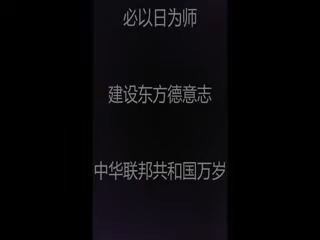 必以日为师
建设东方德意志
中华联邦共和国万岁